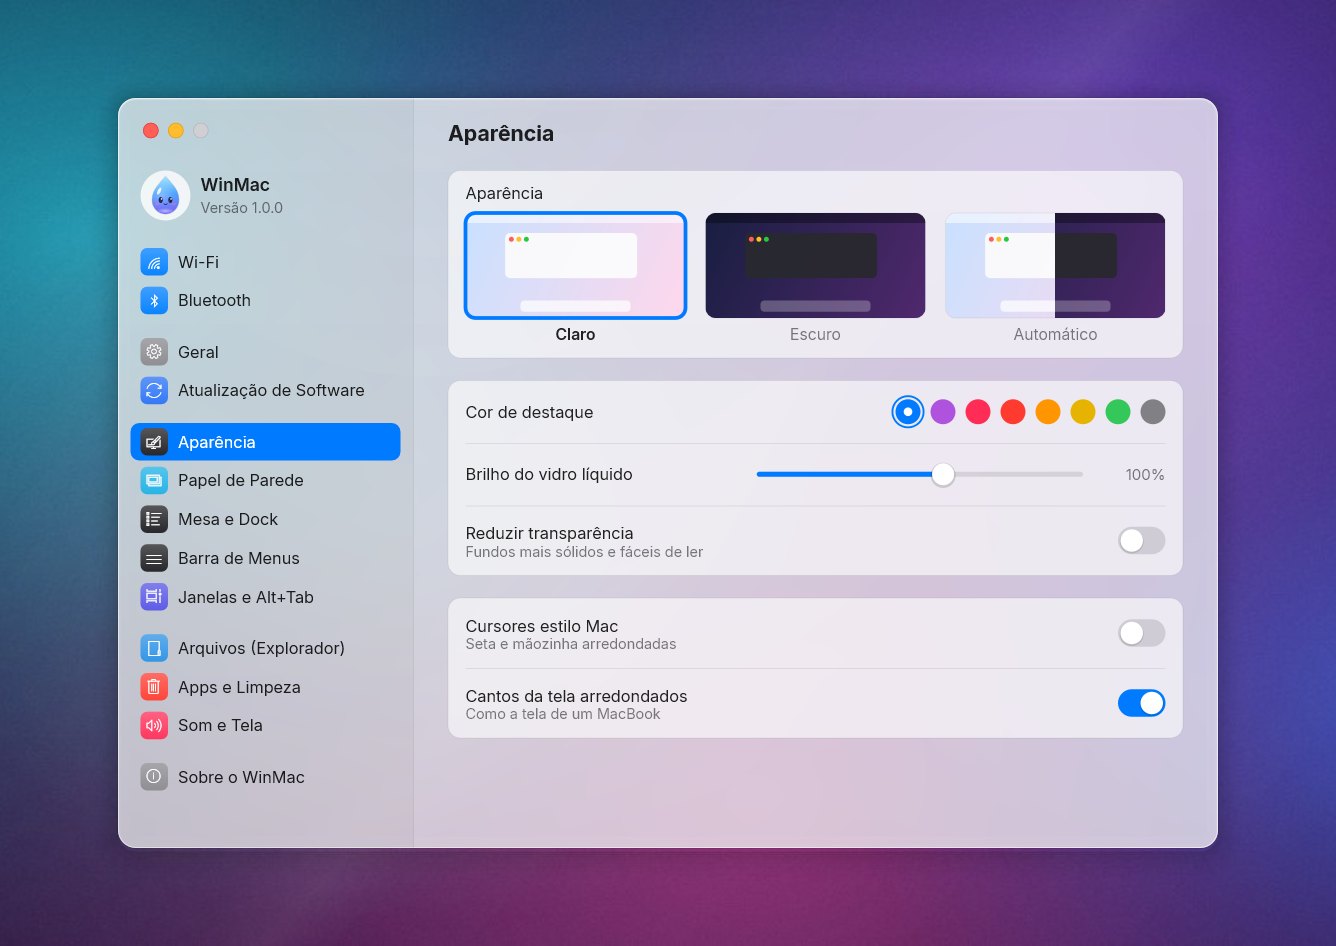 WinMac
Versão 1.0.0
Wi-Fi
Bluetooth
Geral
Atualização de Software
Aparência
Papel de Parede
Mesa e Dock
Barra de Menus
Janelas e Alt+Tab
Arquivos (Explorador)
Apps e Limpeza
Som e Tela
Sobre o WinMac
Aparência
Aparência
Claro
Escuro
Automático
Cor de destaque
Brilho do vidro líquido
100%
Reduzir transparência
Fundos mais sólidos e fáceis de ler
Cursores estilo Mac
Seta e mãozinha arredondadas
Cantos da tela arredondados
Como a tela de um MacBook